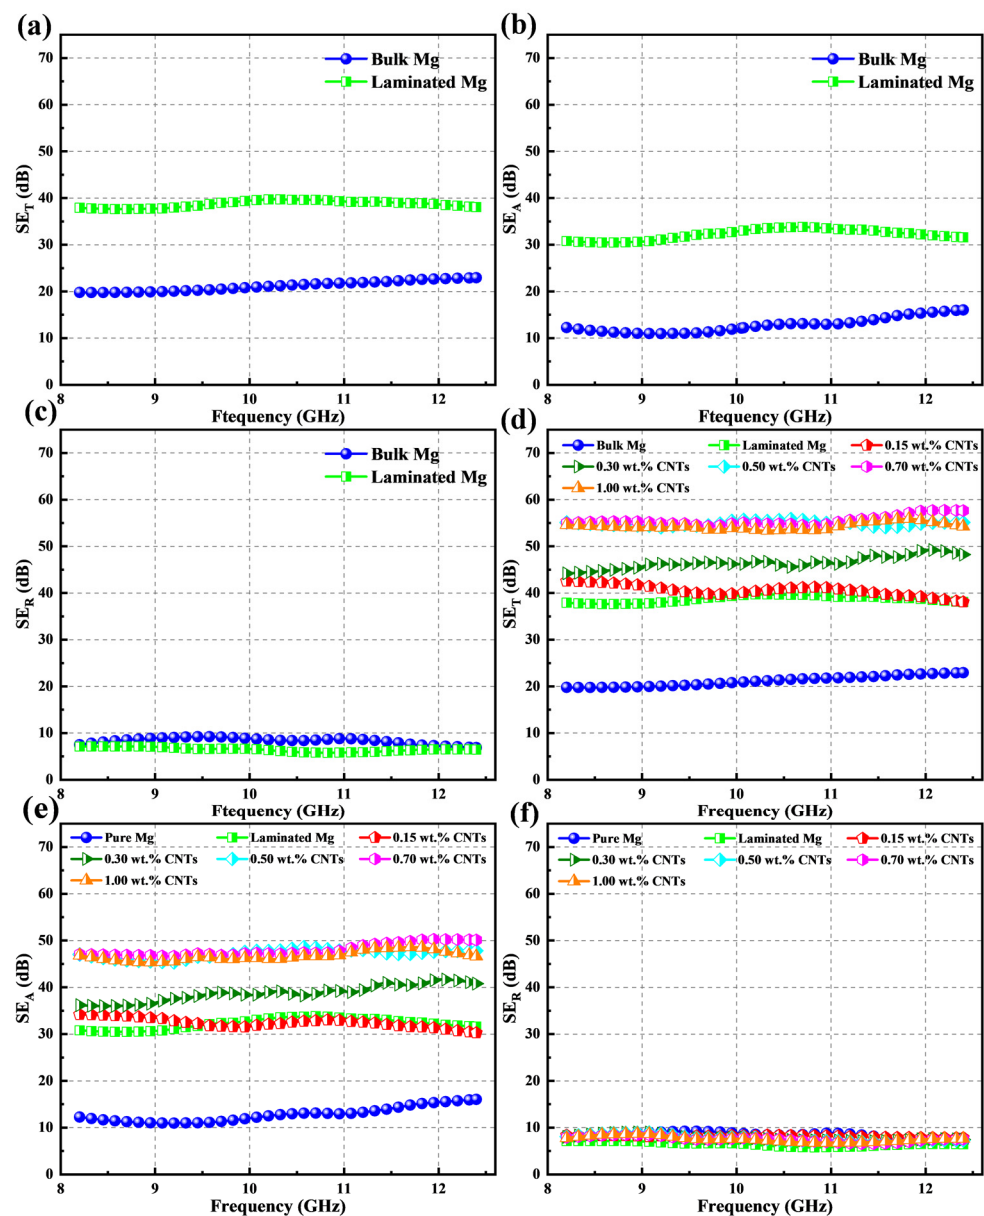 (a)
70
60
50
40
30
20
10
0
SE_T (dB)
Bulk Mg
Laminated Mg
8 9 10 11 12
Ftequency (GHz)
(b)
70
60
50
40
30
20
10
0
SE_A (dB)
Bulk Mg
Laminated Mg
8 9 10 11 12
Ftequency (GHz)
(c)
70
60
50
40
30
20
10
0
SE_R (dB)
Bulk Mg
Laminated Mg
8 9 10 11 12
Ftequency (GHz)
(d)
70
60
50
40
30
20
10
0
SE_T (dB)
Bulk Mg Laminated Mg 0.15 wt.% CNTs
0.30 wt.% CNTs 0.50 wt.% CNTs 0.70 wt.% CNTs
1.00 wt.% CNTs
8 9 10 11 12
Frequency (GHz)
(e)
70
60
50
40
30
20
10
0
SE_A (dB)
Pure Mg Laminated Mg 0.15 wt.% CNTs
0.30 wt.% CNTs 0.50 wt.% CNTs 0.70 wt.% CNTs
1.00 wt.% CNTs
8 9 10 11 12
Frequency (GHz)
(f)
70
60
50
40
30
20
10
0
SE_R (dB)
Pure Mg Laminated Mg 0.15 wt.% CNTs
0.30 wt.% CNTs 0.50 wt.% CNTs 0.70 wt.% CNTs
1.00 wt.% CNTs
8 9 10 11 12
Frequency (GHz)